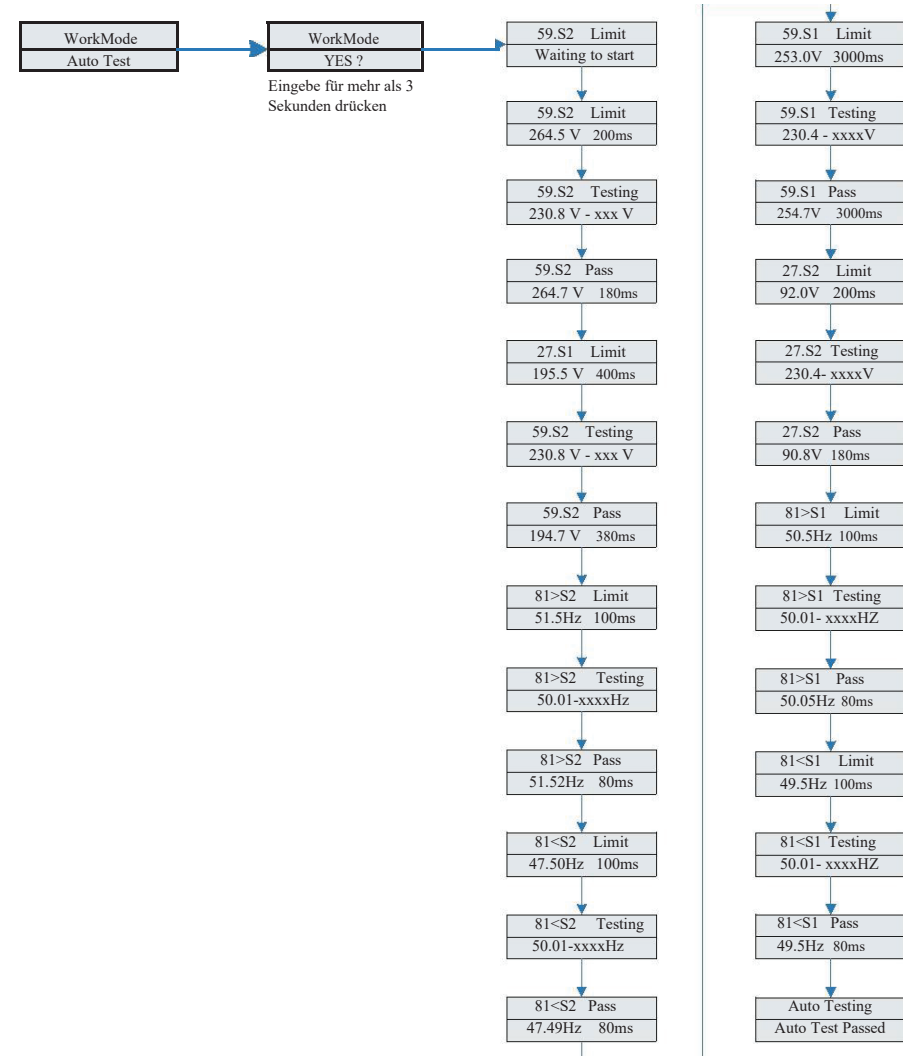 WorkMode
Auto Test
WorkMode
YES ?
Eingebe für mehr als 3
Sekunden drücken
59.S2 Limit
Waiting to start
59.S2 Limit
264.5 V 200ms
59.S2 Testing
230.8 V - xxx V
59.S2 Pass
264.7 V 180ms
27.S1 Limit
195.5 V 400ms
59.S2 Testing
230.8 V - xxx V
59.S2 Pass
194.7 V 380ms
81>S2 Limit
51.5Hz 100ms
81>S2 Testing
50.01-xxxxHz
81>S2 Pass
51.52Hz 80ms
81<S2 Limit
47.50Hz 100ms
81<S2 Testing
50.01-xxxxHz
81<S2 Pass
47.49Hz 80ms
59.S1 Limit
253.0V 3000ms
59.S1 Testing
230.4 - xxxxV
59.S1 Pass
254.7V 3000ms
27.S2 Limit
92.0V 200ms
27.S2 Testing
230.4- xxxxV
27.S2 Pass
90.8V 180ms
81>S1 Limit
50.5Hz 100ms
81>S1 Testing
50.01- xxxxHZ
81>S1 Pass
50.05Hz 80ms
81<S1 Limit
49.5Hz 100ms
81<S1 Testing
50.01- xxxxHZ
81<S1 Pass
49.5Hz 80ms
Auto Testing
Auto Test Passed